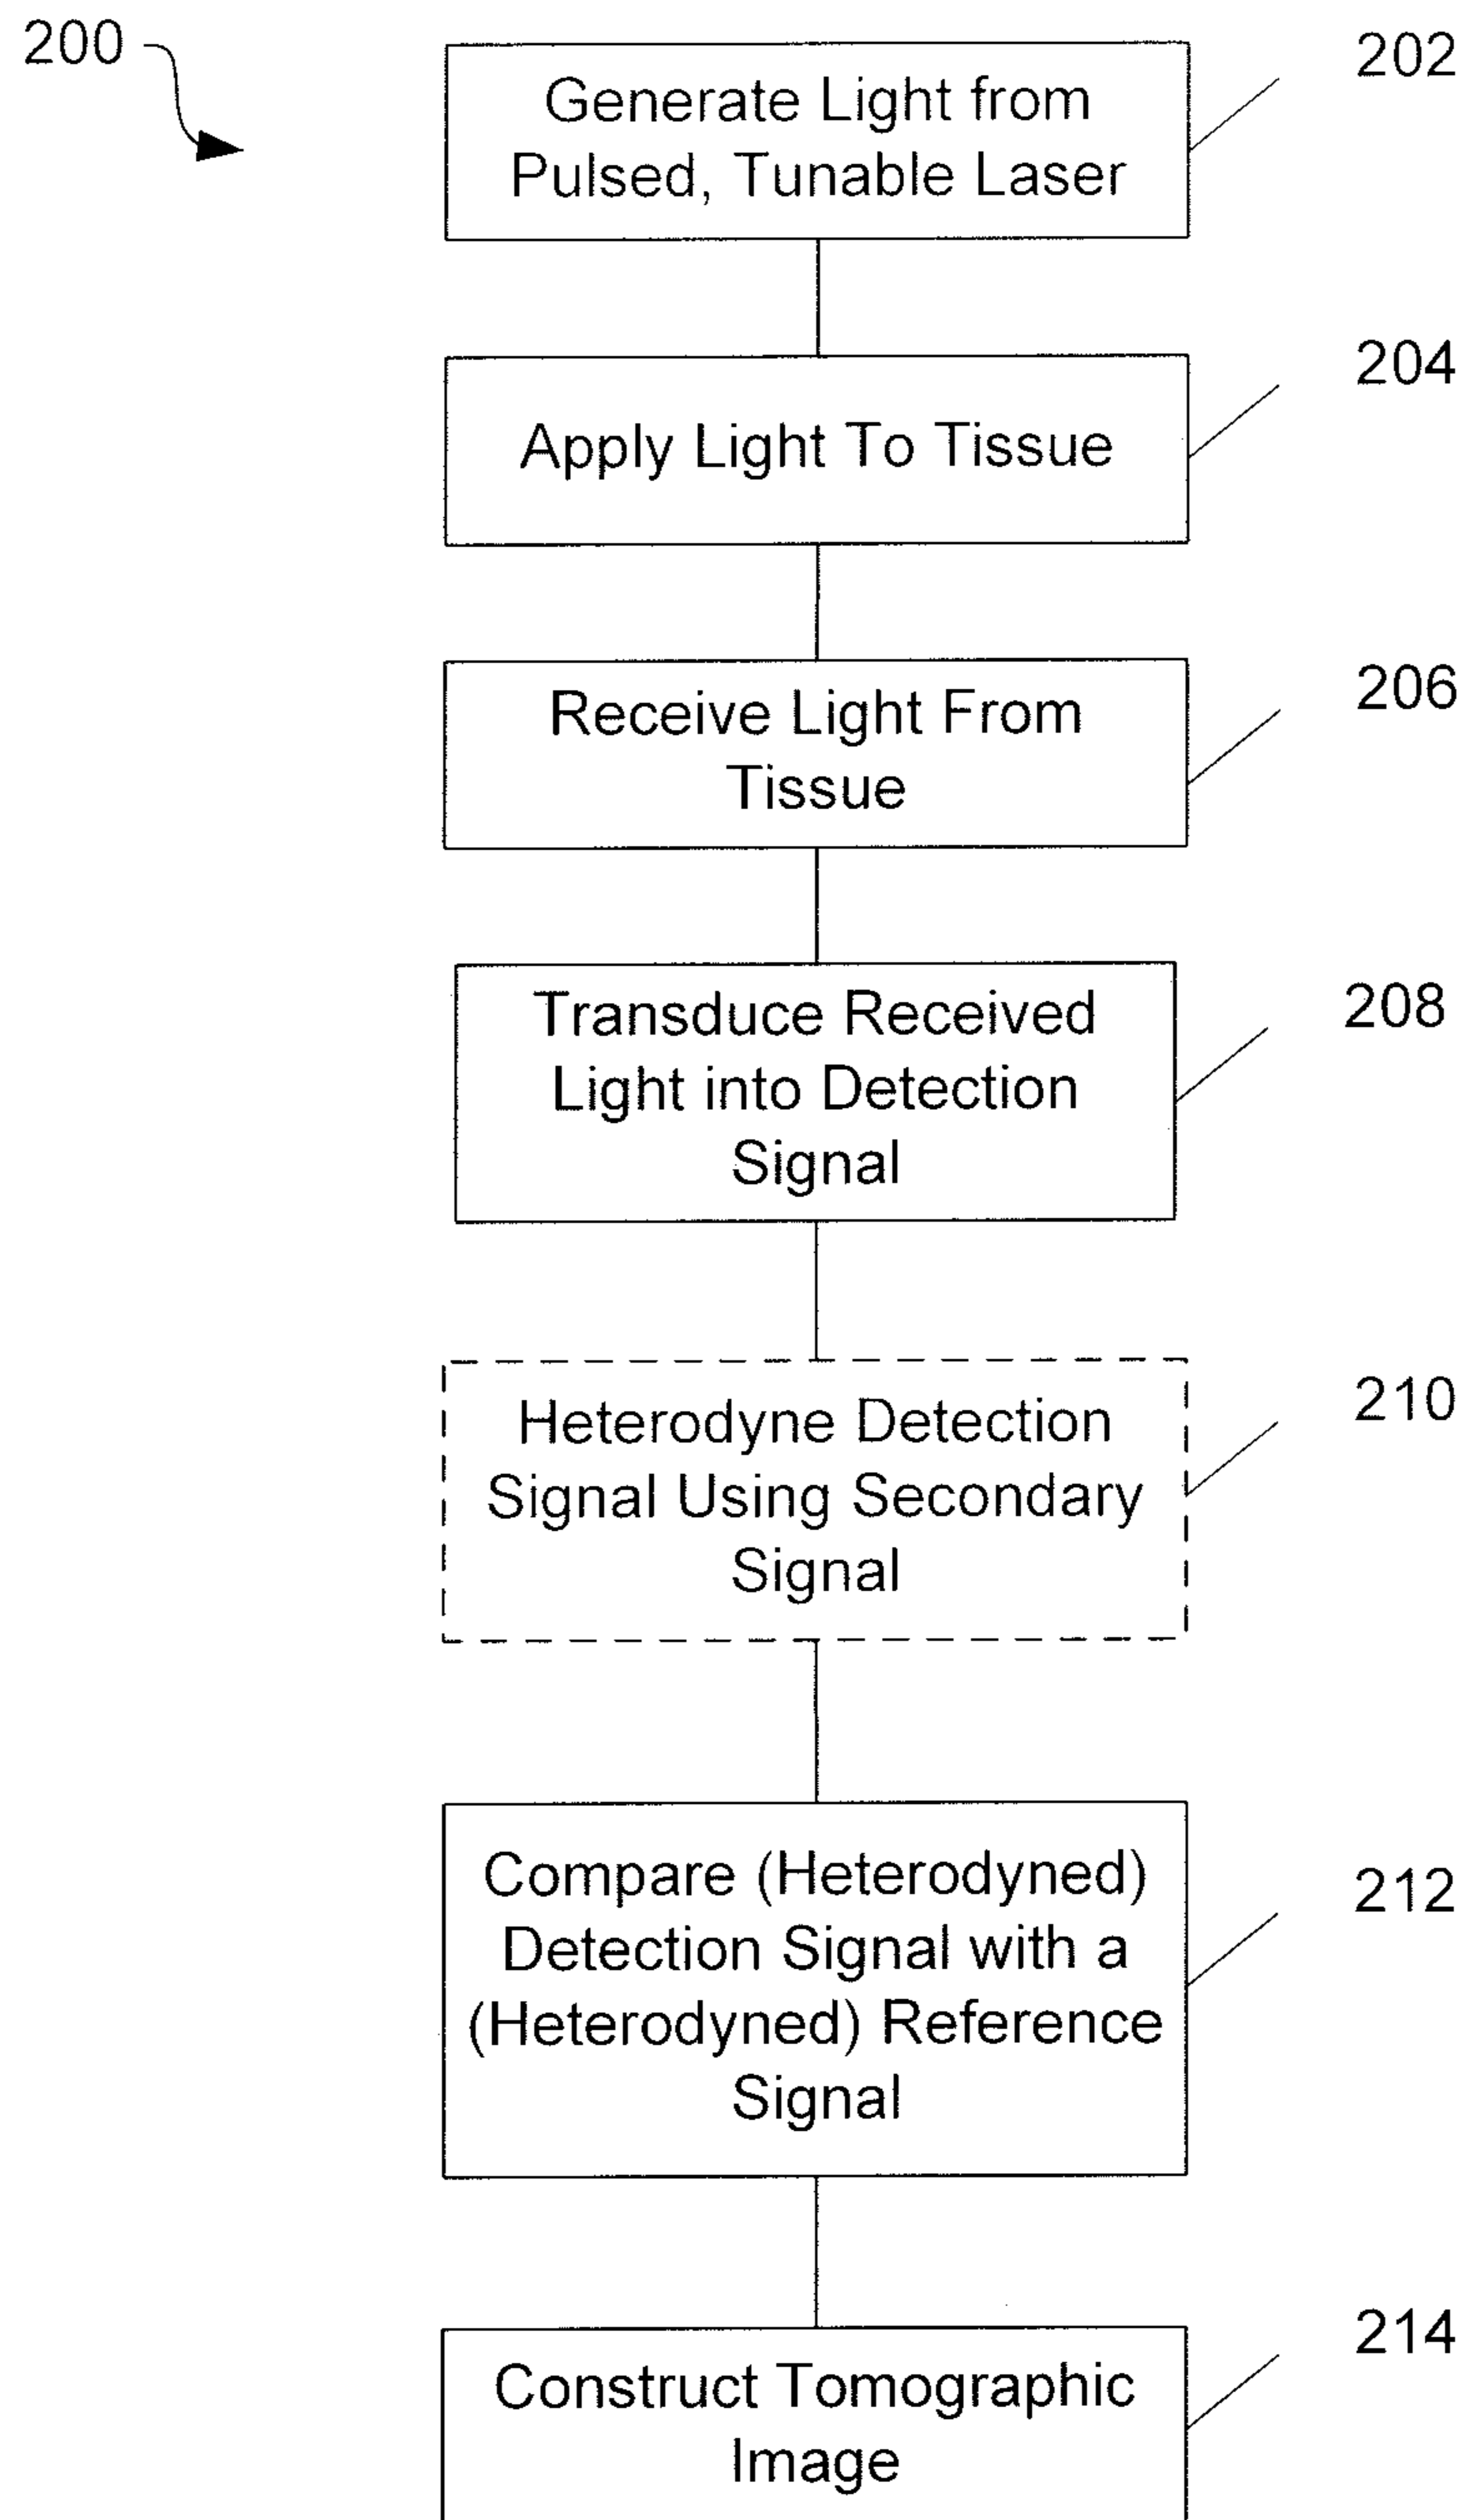 200
202
Generate Light from
Pulsed, Tunable Laser
204
Apply Light To Tissue
206
Receive Light From
Tissue
208
Transduce Received
Light into Detection
Signal
210
Heterodyne Detection
Signal Using Secondary
Signal
212
Compare (Heterodyned)
Detection Signal with a
(Heterodyned) Reference
Signal
214
Construct Tomographic
Image